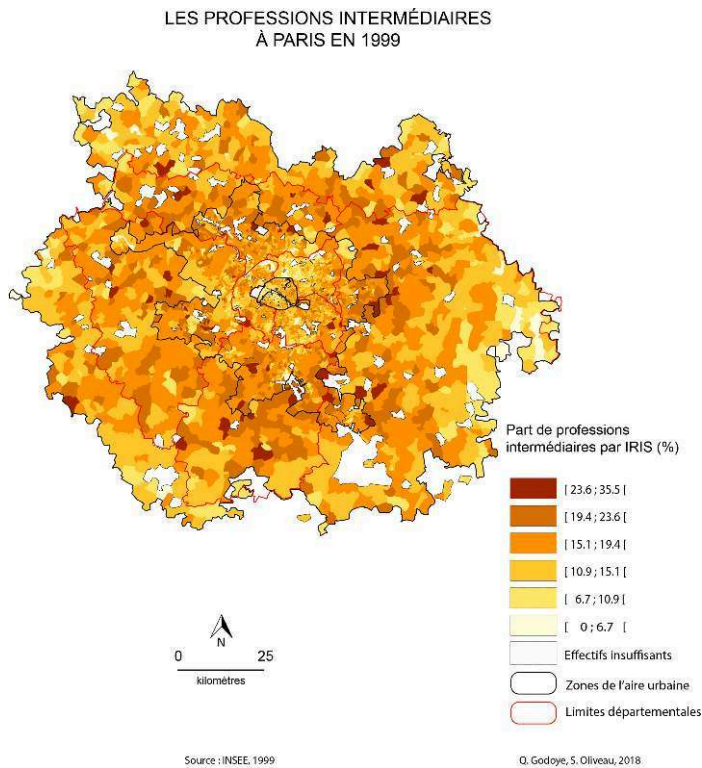 LES PROFESSIONS INTERMÉDIAIRES
À PARIS EN 1999
Part de professions
intermédiaires par IRIS (%)
[ 23.6 ; 35.5 [
[ 19.4 ; 23.6 [
[ 15.1 ; 19.4 [
[ 10.9 ; 15.1 [
[ 6.7 ; 10.9 [
[ 0 ; 6.7 [
Effectifs insuffisants
Zones de l'aire urbaine
Limites départementales
N
0 25
kilomètres
Source : INSEE, 1999
Q. Godoye, S. Oliveau, 2018